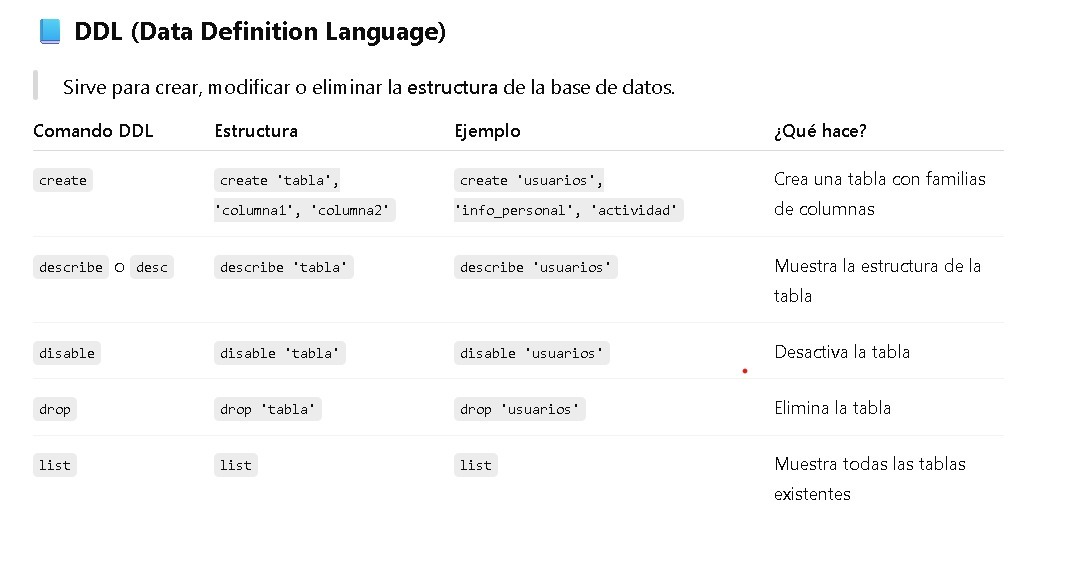 DDL (Data Definition Language)
Sirve para crear, modificar o eliminar la estructura de la base de datos.
Comando DDL Estructura Ejemplo ¿Qué hace?
create create 'tabla', create 'usuarios', Crea una tabla con familias
'columna1', 'columna2' 'info_personal', 'actividad' de columnas
describe o desc describe 'tabla' describe 'usuarios' Muestra la estructura de la
tabla
disable disable 'tabla' disable 'usuarios' Desactiva la tabla
drop drop 'tabla' drop 'usuarios' Elimina la tabla
list list list Muestra todas las tablas
existentes